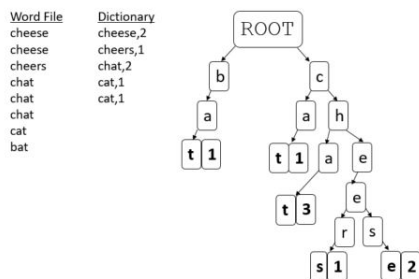 Word File
cheese
cheese
cheers
chat
chat
chat
cat
bat
Dictionary
cheese,2
cheers,1
chat,2
cat,1
cat,1
ROOT
b
c
a
a
h
t 1
t 1
a
e
t 3
e
r
s
s 1
e 2